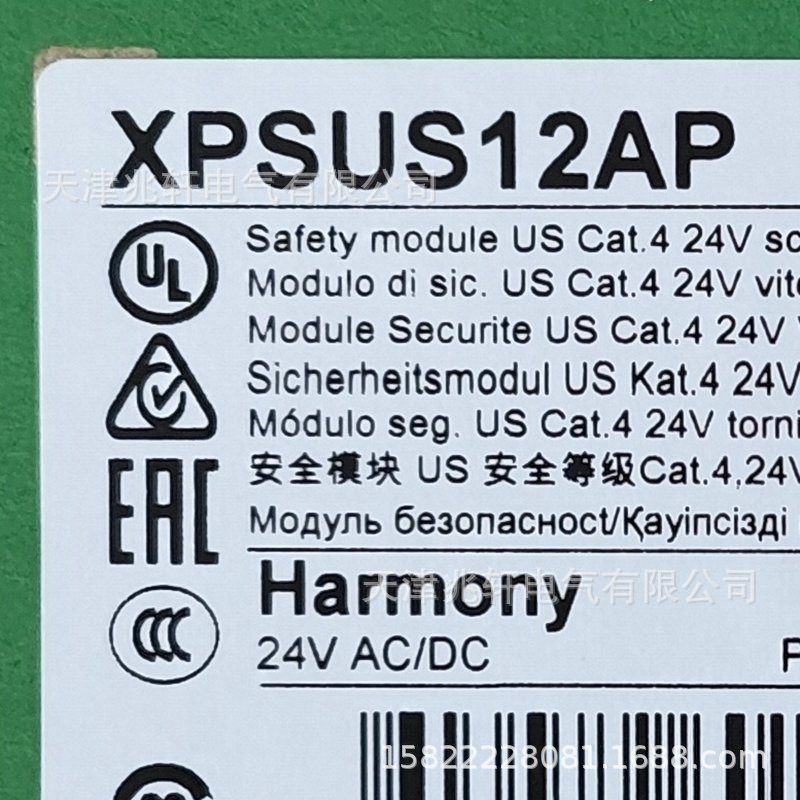 XPSUS12AP
天津兆轩电气有限公司
UL
Safety module US Cat.4 24V sc
Modulo di sic. US Cat.4 24V vite
Module Securite US Cat.4 24V
Sicherheitsmodul US Kat.4 24V
Módulo seg. US Cat.4 24V torni
安全模块 US 安全等级Cat.4,24V
Модуль безопасност/Қауіпсізді
EAC
Harmony
天津兆轩电气有限公司
CCC
24V AC/DC
P
15822228081.1688.com